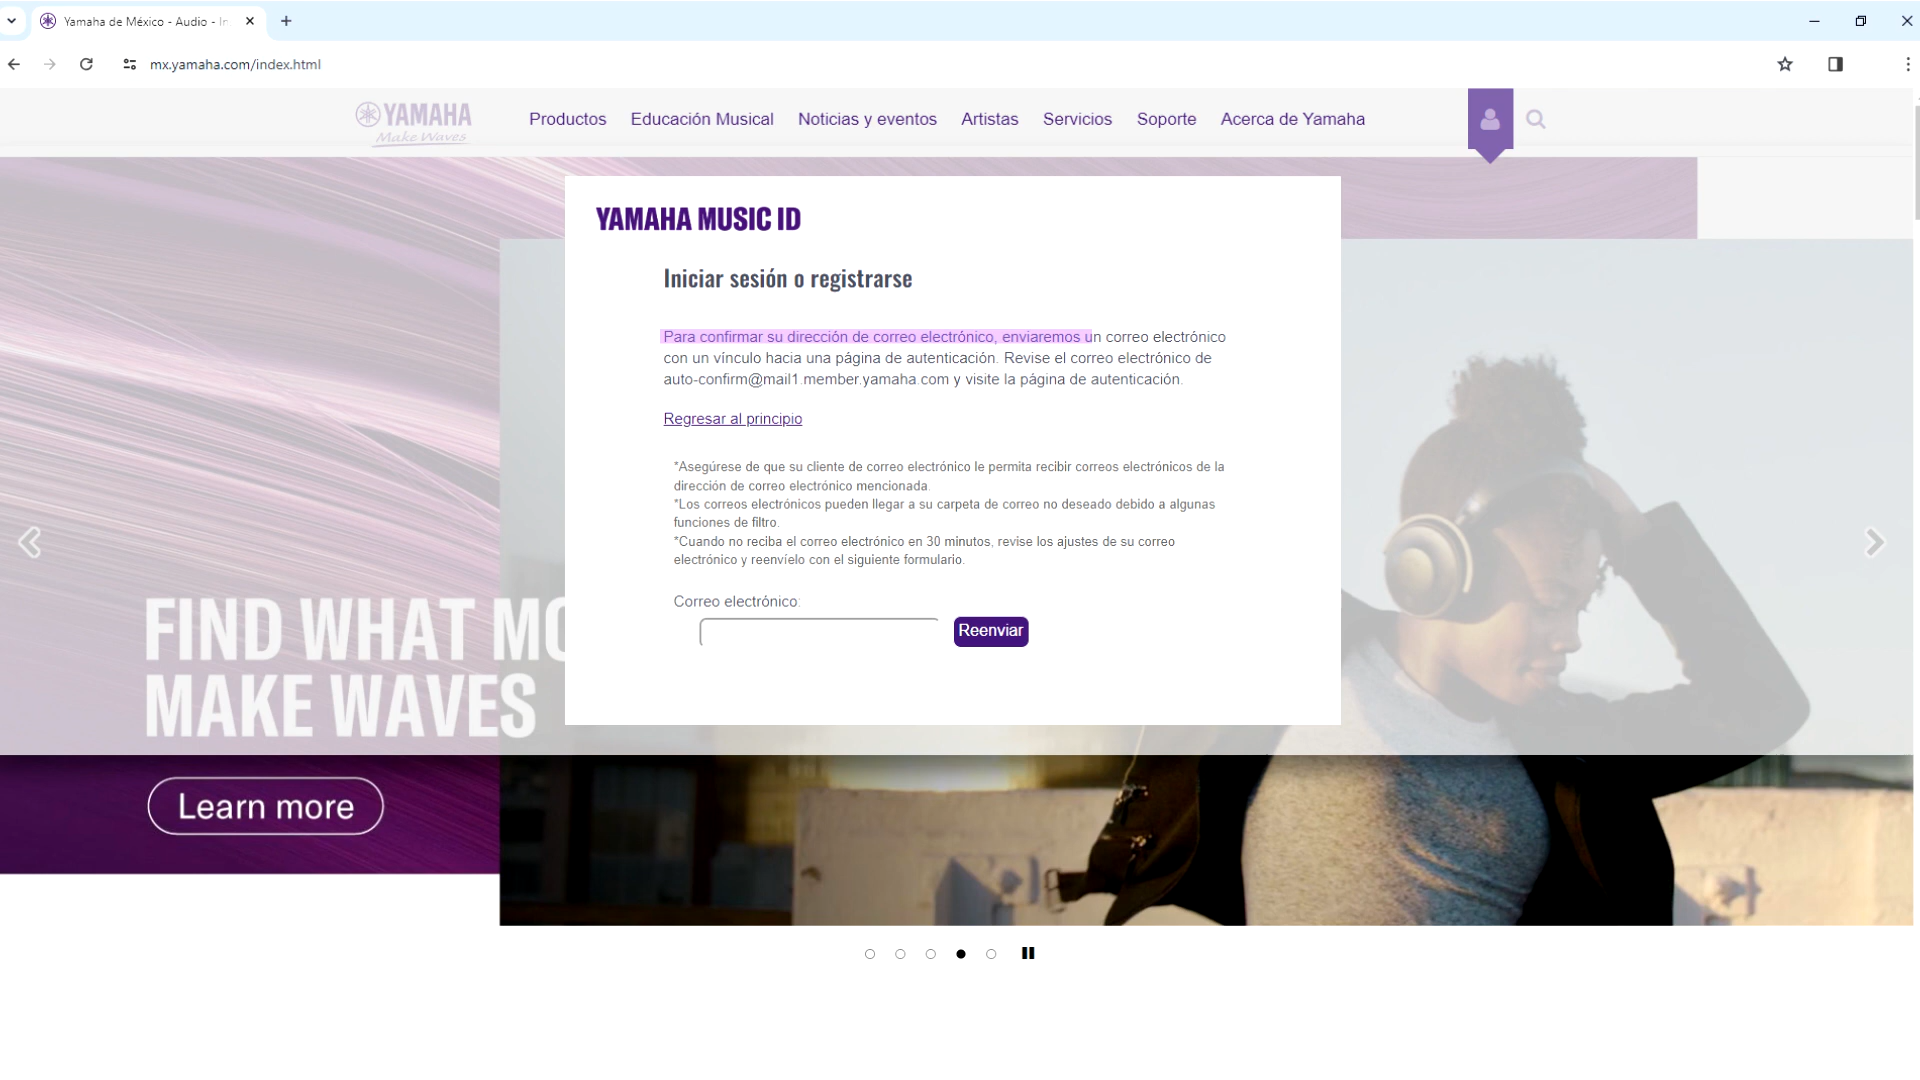 Yamaha de México - Audio - In
mx.yamaha.com/index.html
YAMAHA
Make Waves
Productos
Educación Musical
Noticias y eventos
Artistas
Servicios
Soporte
Acerca de Yamaha
YAMAHA MUSIC ID
Iniciar sesión o registrarse
Para confirmar su dirección de correo electrónico, enviaremos un correo electrónico
con un vínculo hacia una página de autenticación. Revise el correo electrónico de
auto-confirm@mail1.member.yamaha.com y visite la página de autenticación.
Regresar al principio
*Asegúrese de que su cliente de correo electrónico le permita recibir correos electrónicos de la
dirección de correo electrónico mencionada.
*Los correos electrónicos pueden llegar a su carpeta de correo no deseado debido a algunas
funciones de filtro.
*Cuando no reciba el correo electrónico en 30 minutos, revise los ajustes de su correo
electrónico y reenvíelo con el siguiente formulario.
Correo electrónico:
Reenviar
FIND WHAT MO
MAKE WAVES
Learn more